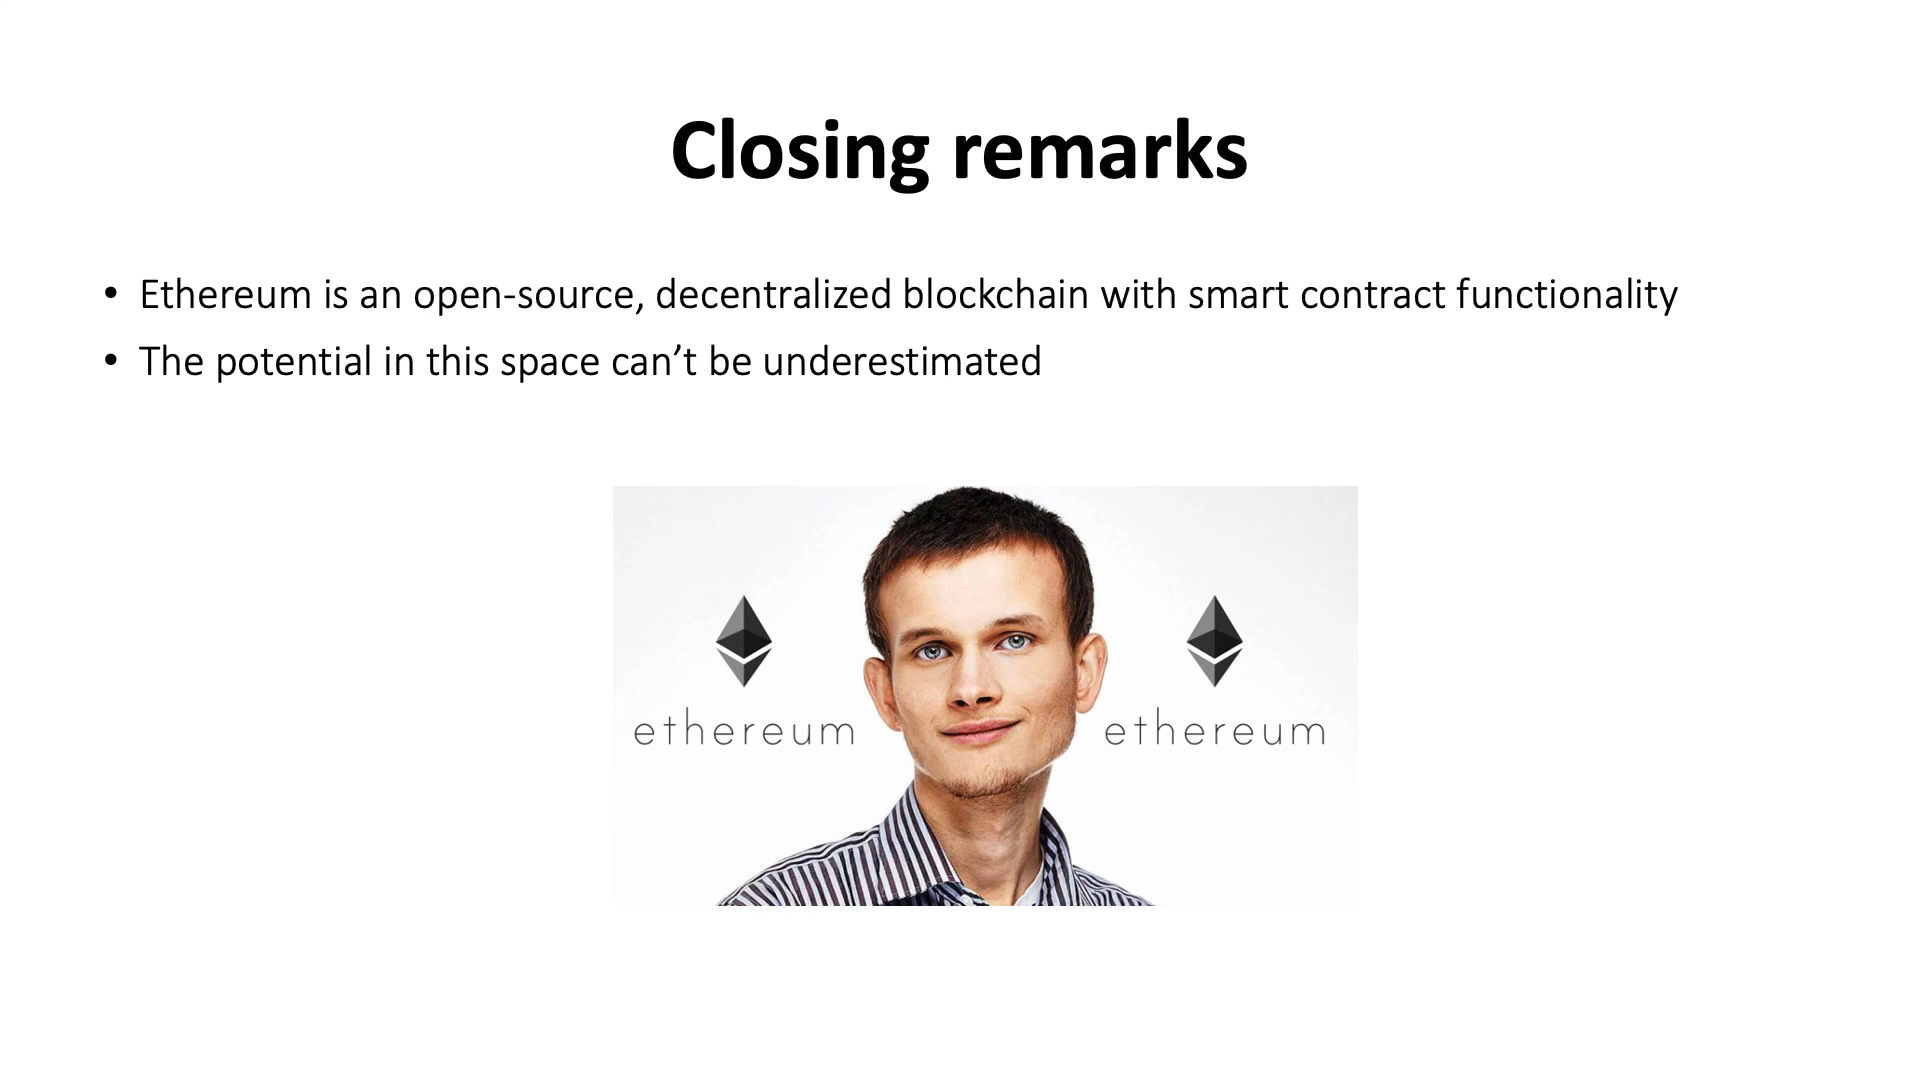 Closing remarks
• Ethereum is an open-source, decentralized blockchain with smart contract functionality
• The potential in this space can’t be underestimated
ethereum
ethereum